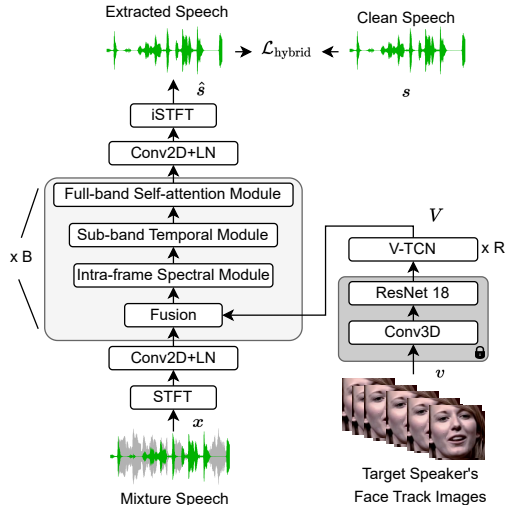 Extracted Speech
Clean Speech
ℒ_hybrid
ŝ
s
iSTFT
Conv2D+LN
Full-band Self-attention Module
Sub-band Temporal Module
Intra-frame Spectral Module
Fusion
x B
Conv2D+LN
STFT
x
Mixture Speech
V
V-TCN
x R
ResNet 18
Conv3D
v
Target Speaker's
Face Track Images